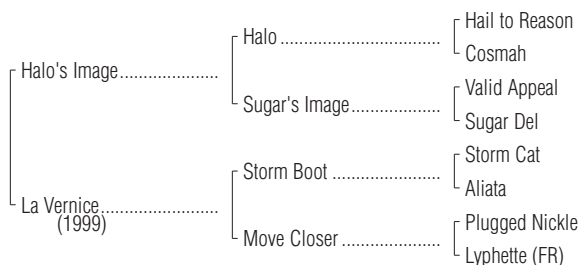 Hail to Reason
Halo
Cosmah
Halo's Image
Valid Appeal
Sugar's Image
Sugar Del
Storm Cat
Storm Boot
Aliata
La Vernice
(1999)
Plugged Nickle
Move Closer
Lyphette (FR)